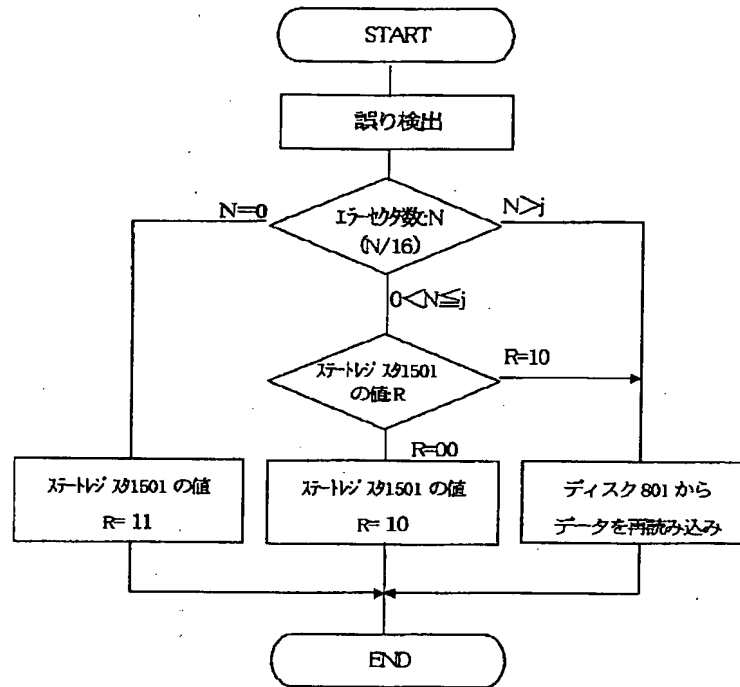 START
誤り検出
エラーセクタ数:N
(N/16)
N=0
N>j
0<N≦j
ステートレジスタ1501
の値:R
R=10
R=00
ステートレジスタ1501の値
R=11
ステートレジスタ1501の値
R=10
ディスク801から
データを再読み込み
END